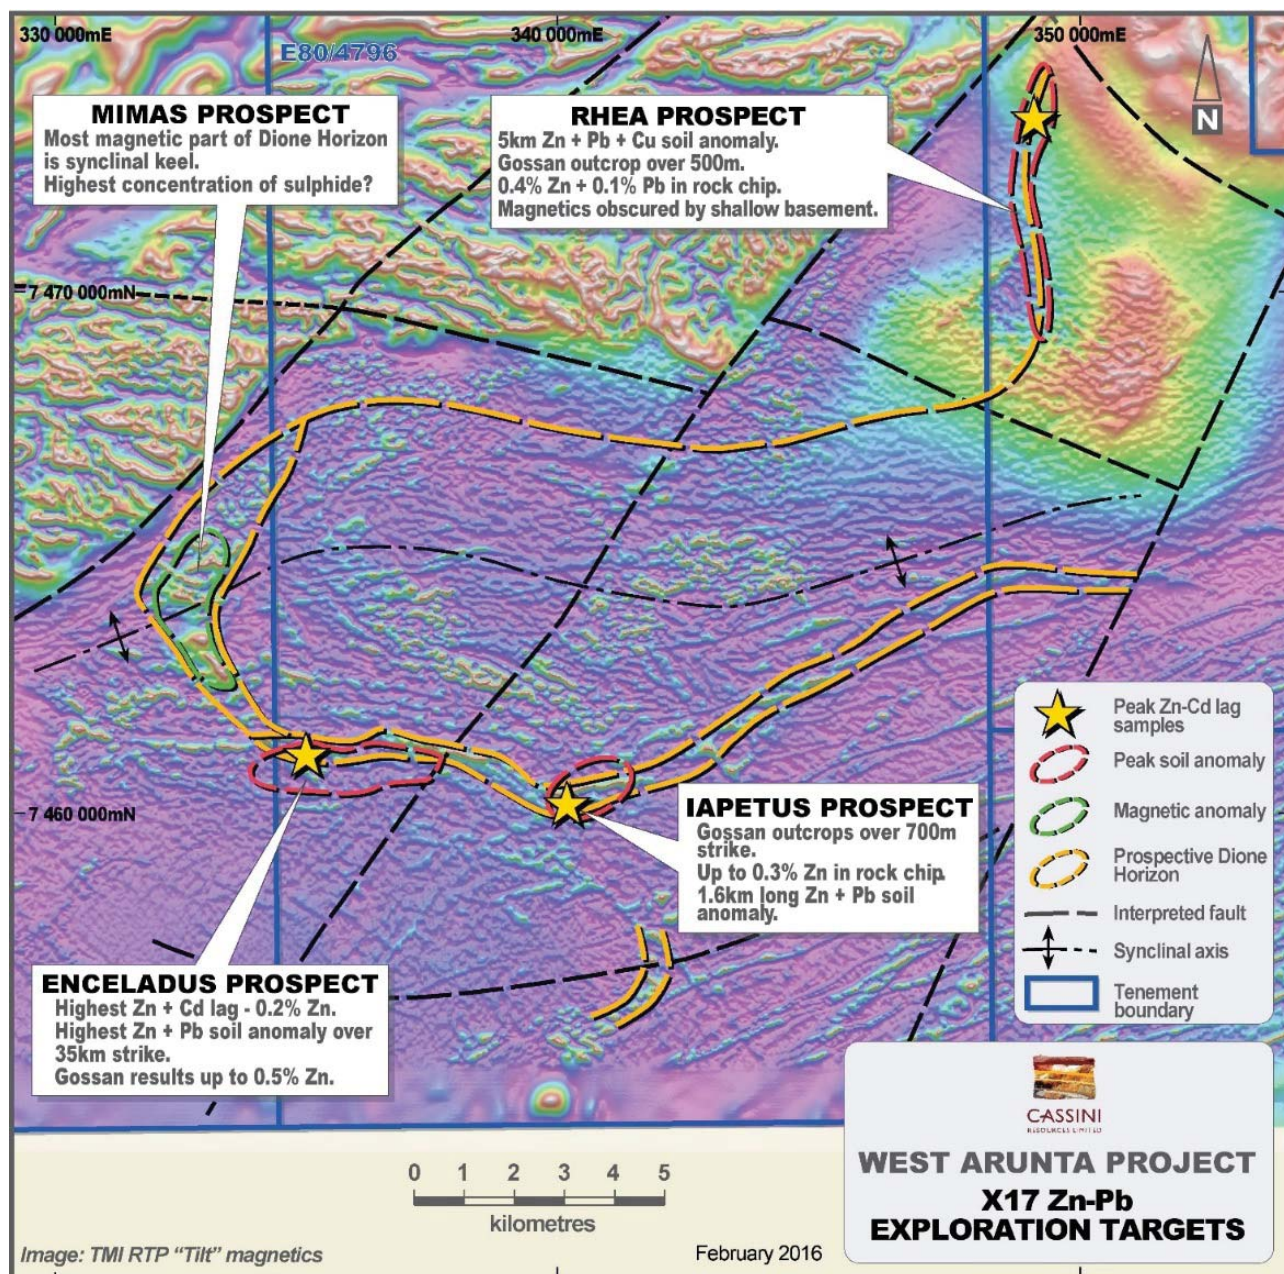 330 000mE
340 000mE
350 000mE
E80/4796
N
MIMAS PROSPECT
Most magnetic part of Dione Horizon
is synclinal keel.
Highest concentration of sulphide?
RHEA PROSPECT
5km Zn + Pb + Cu soil anomaly.
Gossan outcrop over 500m.
0.4% Zn + 0.1% Pb in rock chip.
Magnetics obscured by shallow basement.
7 470 000mN
7 460 000mN
IAPETUS PROSPECT
Gossan outcrops over 700m
strike.
Up to 0.3% Zn in rock chip.
1.6km long Zn + Pb soil
anomaly.
ENCELADUS PROSPECT
Highest Zn + Cd lag - 0.2% Zn.
Highest Zn + Pb soil anomaly over
35km strike.
Gossan results up to 0.5% Zn.
Peak Zn-Cd lag
samples
Peak soil anomaly
Magnetic anomaly
Prospective Dione
Horizon
Interpreted fault
Synclinal axis
Tenement
boundary
0 1 2 3 4 5
kilometres
Image: TMI RTP “Tilt” magnetics
February 2016
CASSINI
RESOURCES LIMITED
WEST ARUNTA PROJECT
X17 Zn-Pb
EXPLORATION TARGETS